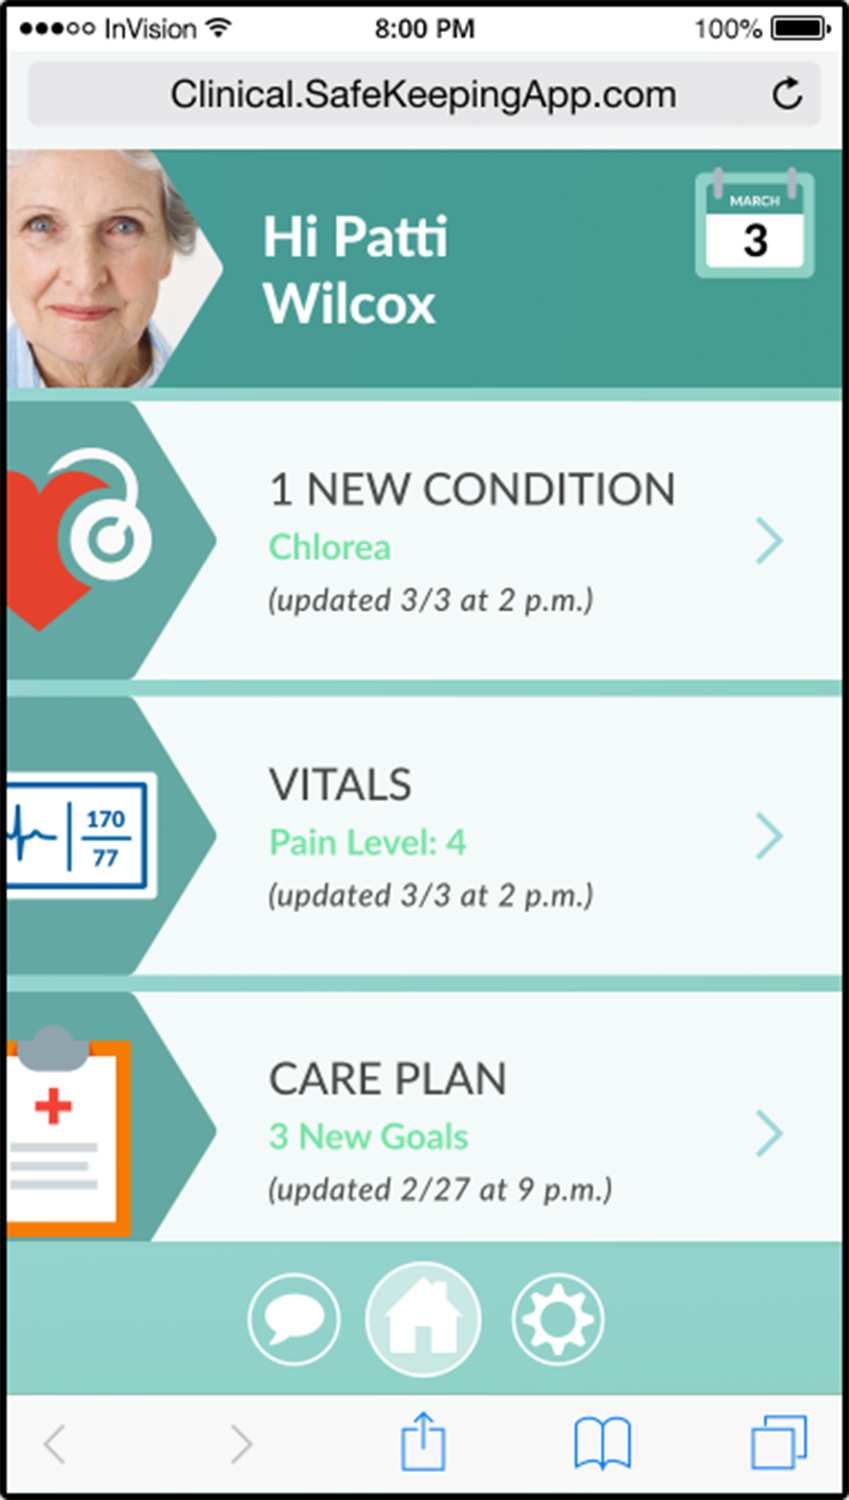 InVision 8:00 PM 100%
Clinical.SafeKeepingApp.com
Hi Patti
Wilcox
MARCH
3
1 NEW CONDITION
Chlorea
(updated 3/3 at 2 p.m.)
170
77
VITALS
Pain Level: 4
(updated 3/3 at 2 p.m.)
CARE PLAN
3 New Goals
(updated 2/27 at 9 p.m.)